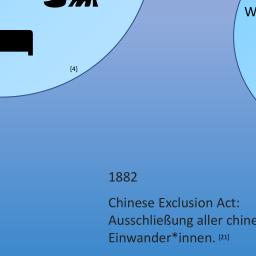 W
[4]
1882
Chinese Exclusion Act:
Ausschließung aller chine
Einwander*innen. [21]